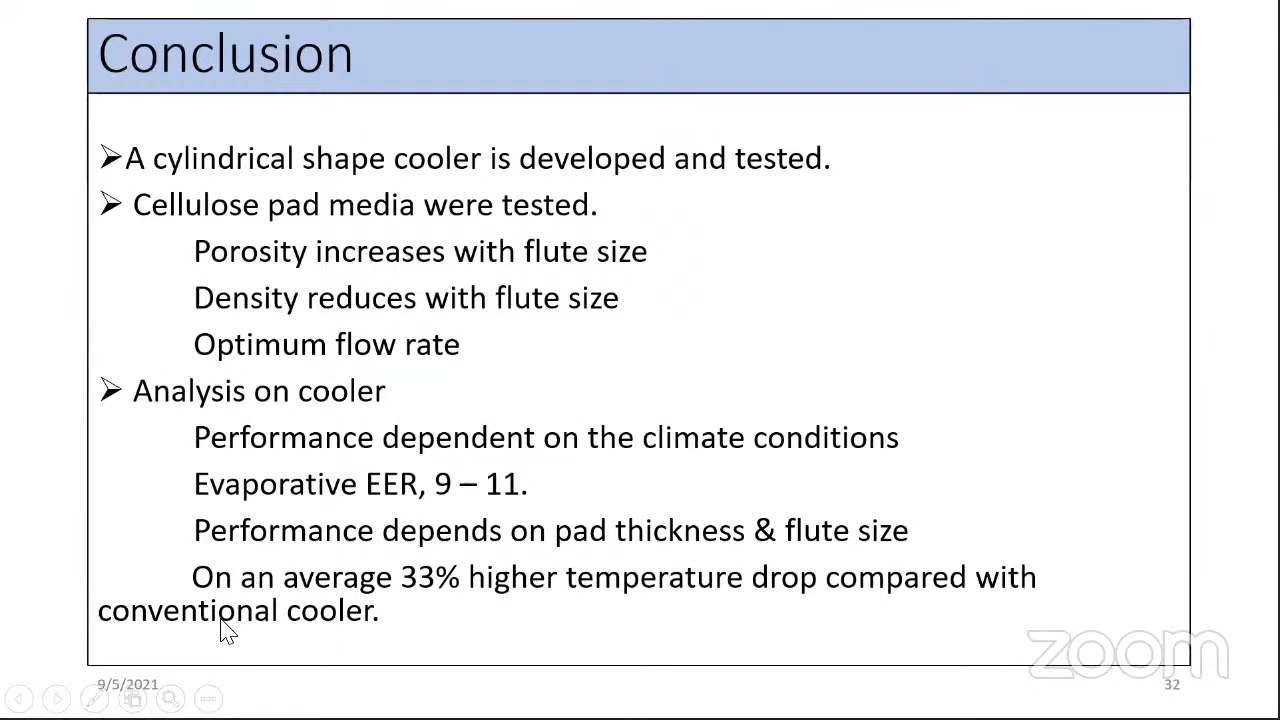 Conclusion
➢A cylindrical shape cooler is developed and tested.
➢ Cellulose pad media were tested.
Porosity increases with flute size
Density reduces with flute size
Optimum flow rate
➢ Analysis on cooler
Performance dependent on the climate conditions
Evaporative EER, 9 – 11.
Performance depends on pad thickness & flute size
On an average 33% higher temperature drop compared with
conventional cooler.
zoom
9/5/2021
32